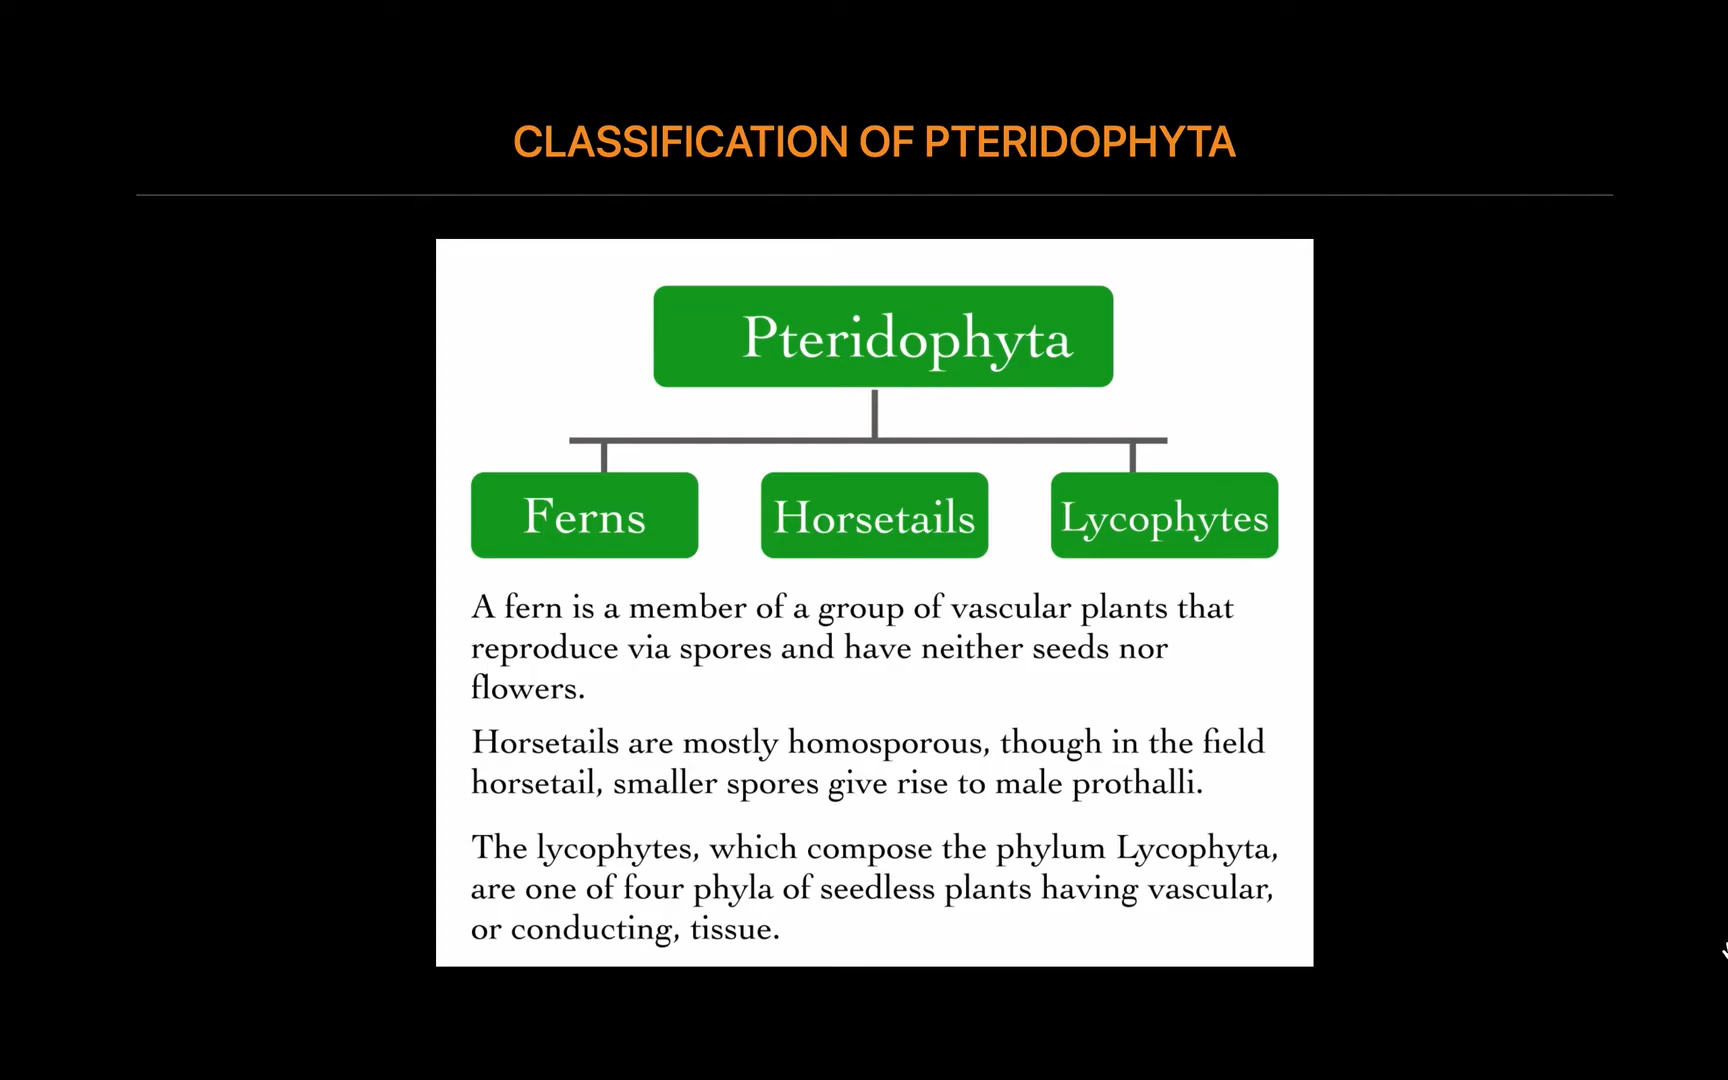 CLASSIFICATION OF PTERIDOPHYTA
Pteridophyta
Ferns
Horsetails
Lycophytes
A fern is a member of a group of vascular plants that
reproduce via spores and have neither seeds nor
flowers.
Horsetails are mostly homosporous, though in the field
horsetail, smaller spores give rise to male prothalli.
The lycophytes, which compose the phylum Lycophyta,
are one of four phyla of seedless plants having vascular,
or conducting, tissue.